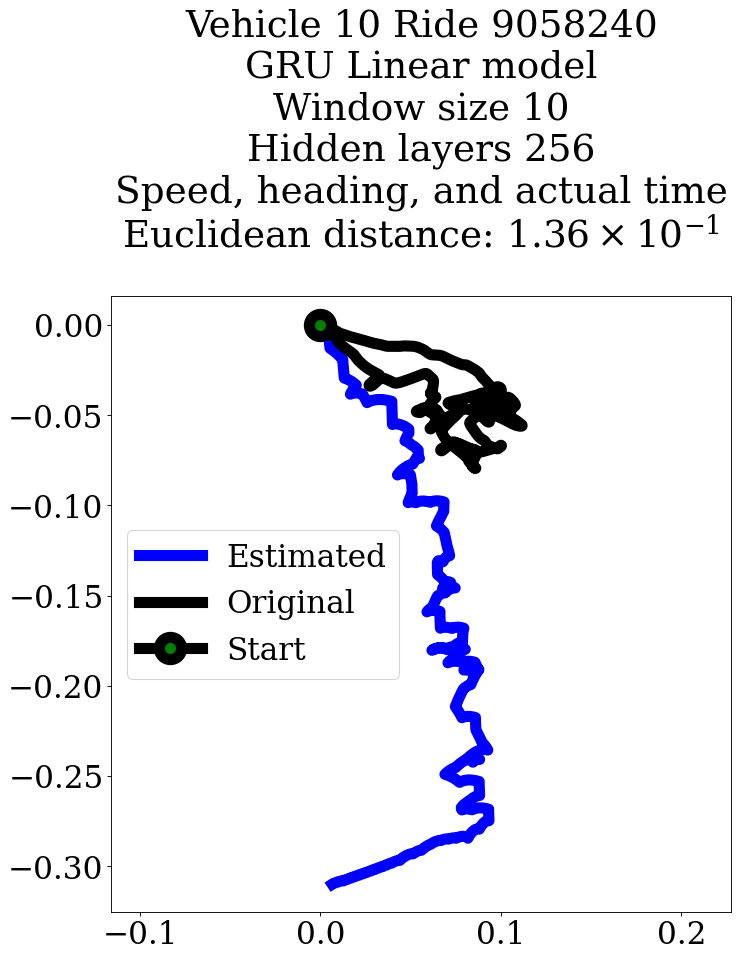 Vehicle 10 Ride 9058240
GRU Linear model
Window size 10
Hidden layers 256
Speed, heading, and actual time
Euclidean distance: 1.36 × 10⁻¹
0.00
−0.05
−0.10
−0.15
−0.20
−0.25
−0.30
Estimated
Original
Start
−0.1
0.0
0.1
0.2